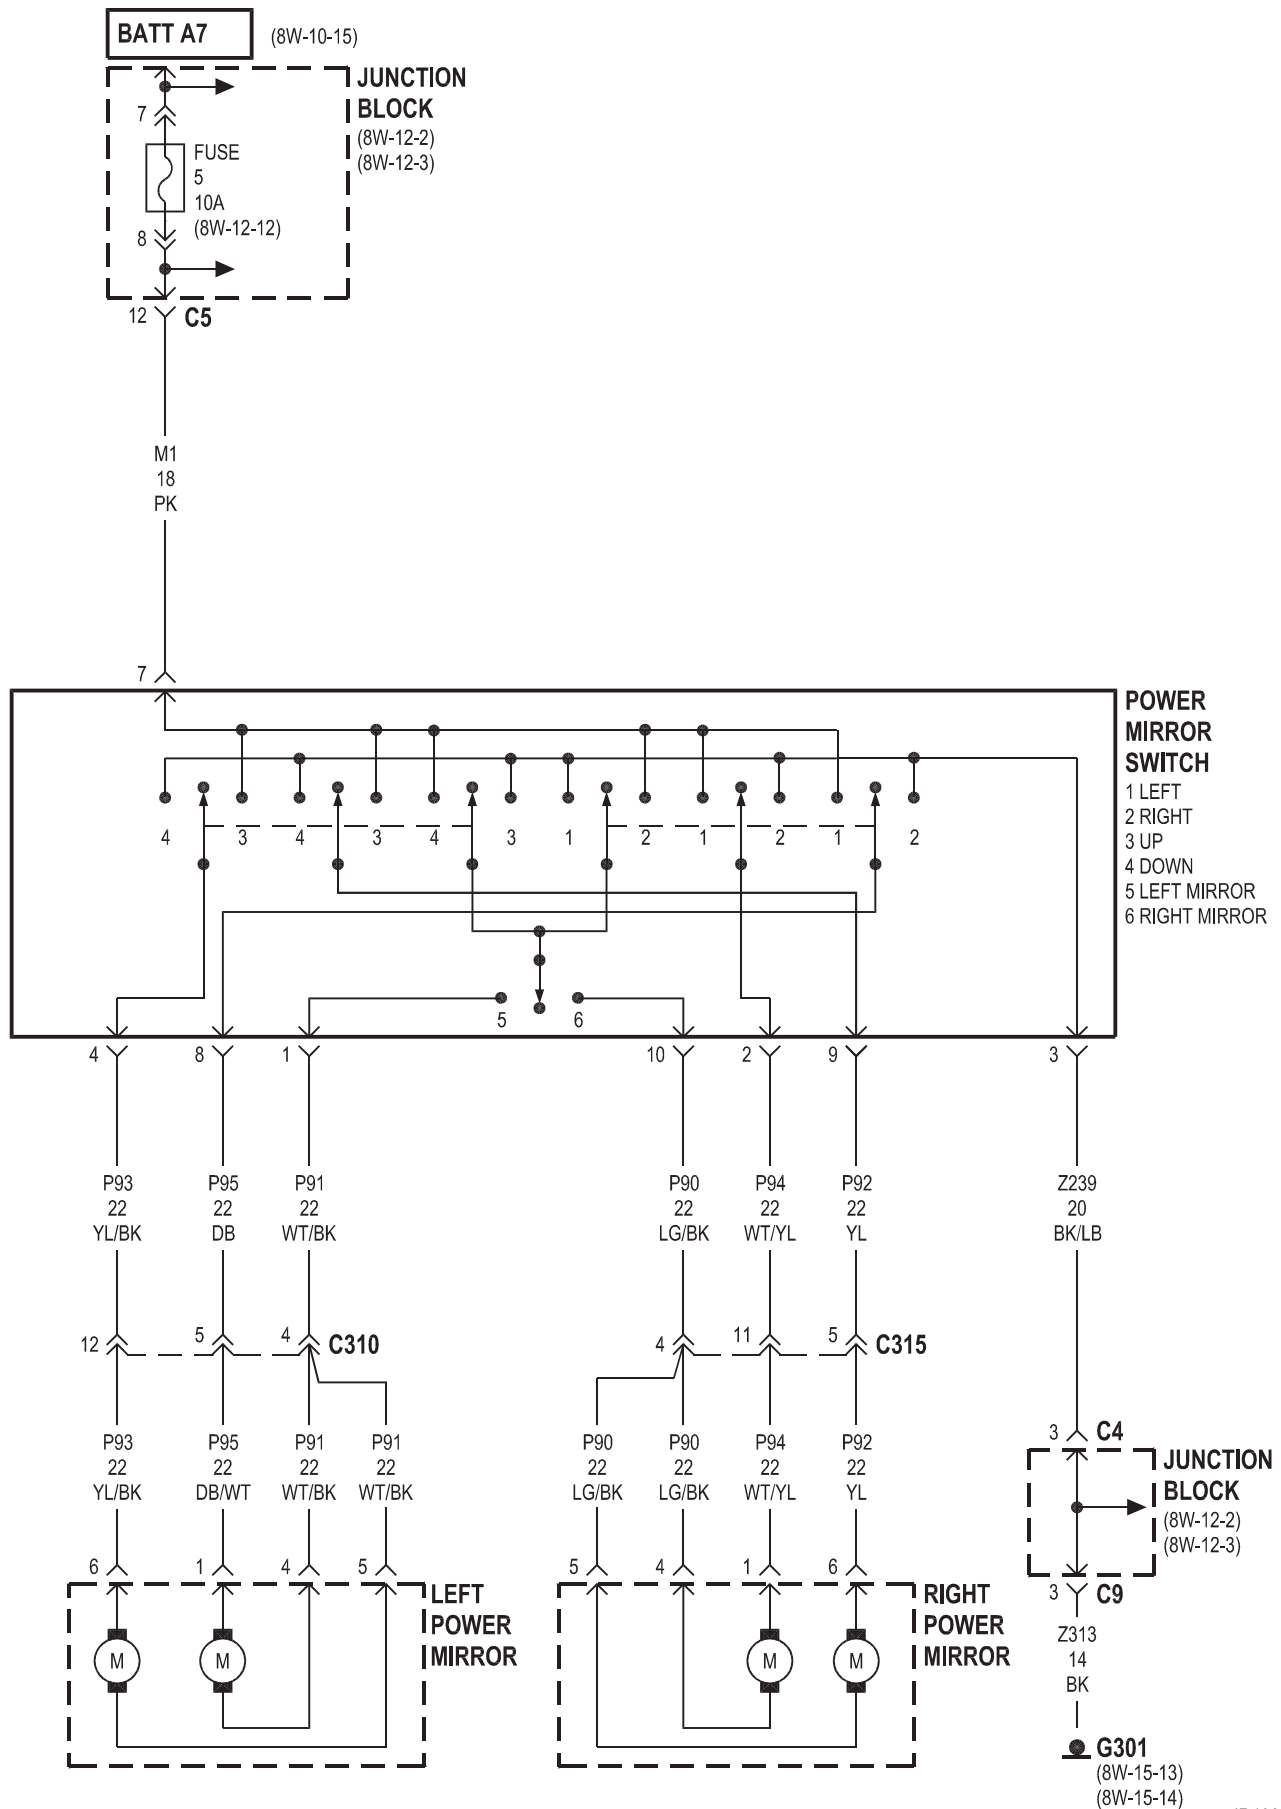 BATT A7 (8W-10-15)
JUNCTION
BLOCK
(8W-12-2)
(8W-12-3)
7
FUSE
5
10A
(8W-12-12)
8
12 C5
M1
18
PK
7
POWER
MIRROR
SWITCH
1 LEFT
2 RIGHT
3 UP
4 DOWN
5 LEFT MIRROR
6 RIGHT MIRROR
4 3 4 3 4 3 1 2 1 2 1 2
5 6
4 8 1 10 2 9 3
P93 P95 P91 P90 P94 P92 Z239
22 22 22 22 22 22 20
YL/BK DB WT/BK LG/BK WT/YL YL BK/LB
12 5 4 C310 4 11 5 C315
3 C4
P93 P95 P91 P91 P90 P90 P94 P92
22 22 22 22 22 22 22 22
YL/BK DB/WT WT/BK WT/BK LG/BK LG/BK WT/YL YL
JUNCTION
BLOCK
(8W-12-2)
(8W-12-3)
6 1 4 5 5 4 1 6
3 C9
LEFT
POWER
MIRROR
RIGHT
POWER
MIRROR
M M M M
Z313
14
BK
G301
(8W-15-13)
(8W-15-14)